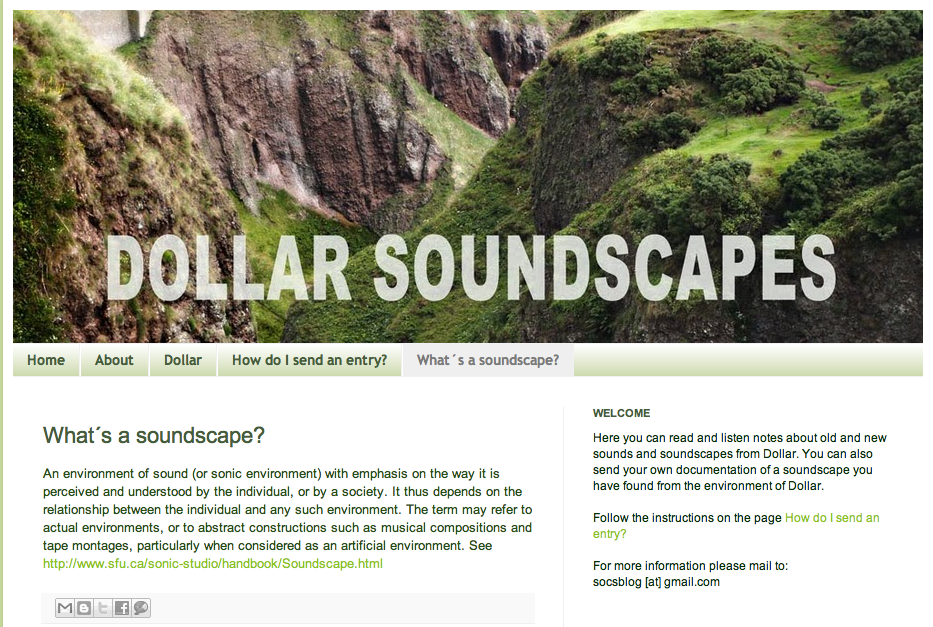 DOLLAR SOUNDSCAPES
Home
About
Dollar
How do I send an entry?
What´s a soundscape?
What´s a soundscape?
An environment of sound (or sonic environment) with emphasis on the way it is
perceived and understood by the individual, or by a society. It thus depends on the
relationship between the individual and any such environment. The term may refer to
actual environments, or to abstract constructions such as musical compositions and
tape montages, particularly when considered as an artificial environment. See
http://www.sfu.ca/sonic-studio/handbook/Soundscape.html
WELCOME
Here you can read and listen notes about old and new
sounds and soundscapes from Dollar. You can also
send your own documentation of a soundscape you
have found from the environment of Dollar.
Follow the instructions on the page How do I send an
entry?
For more information please mail to:
socsblog [at] gmail.com